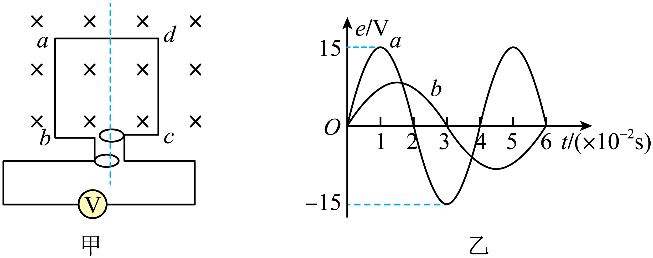 a
d
b
c
V
甲
e/V
15
a
b
O
1 2 3 4 5 6 t/(×10⁻²s)
−15
乙